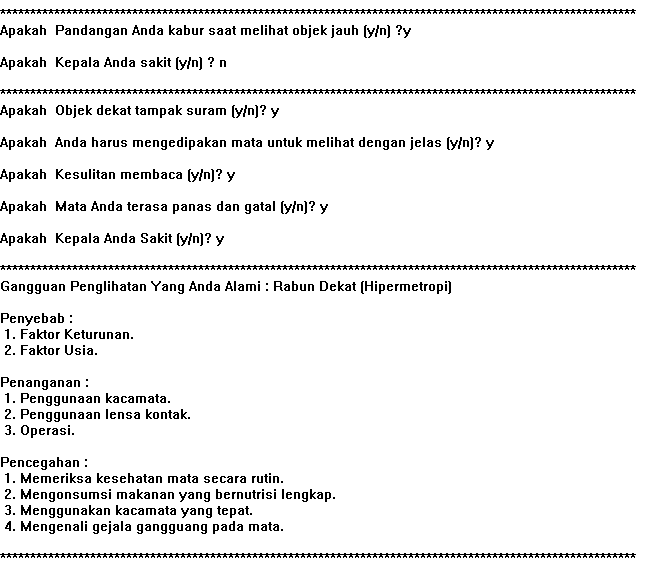 **********************************************************************************************************
Apakah  Pandangan Anda kabur saat melihat objek jauh (y/n) ?y
Apakah  Kepala Anda sakit (y/n) ? n
**********************************************************************************************************
Apakah  Objek dekat tampak suram (y/n)? y
Apakah  Anda harus mengedipakan mata untuk melihat dengan jelas (y/n)? y
Apakah  Kesulitan membaca (y/n)? y
Apakah  Mata Anda terasa panas dan gatal (y/n)? y
Apakah  Kepala Anda Sakit (y/n)? y
**********************************************************************************************************
Gangguan Penglihatan Yang Anda Alami : Rabun Dekat (Hipermetropi)
Penyebab :
1. Faktor Keturunan.
2. Faktor Usia.
Penanganan :
1. Penggunaan kacamata.
2. Penggunaan lensa kontak.
3. Operasi.
Pencegahan :
1. Memeriksa kesehatan mata secara rutin.
2. Mengonsumsi makanan yang bernutrisi lengkap.
3. Menggunakan kacamata yang tepat.
4. Mengenali gejala gangguang pada mata.
**********************************************************************************************************